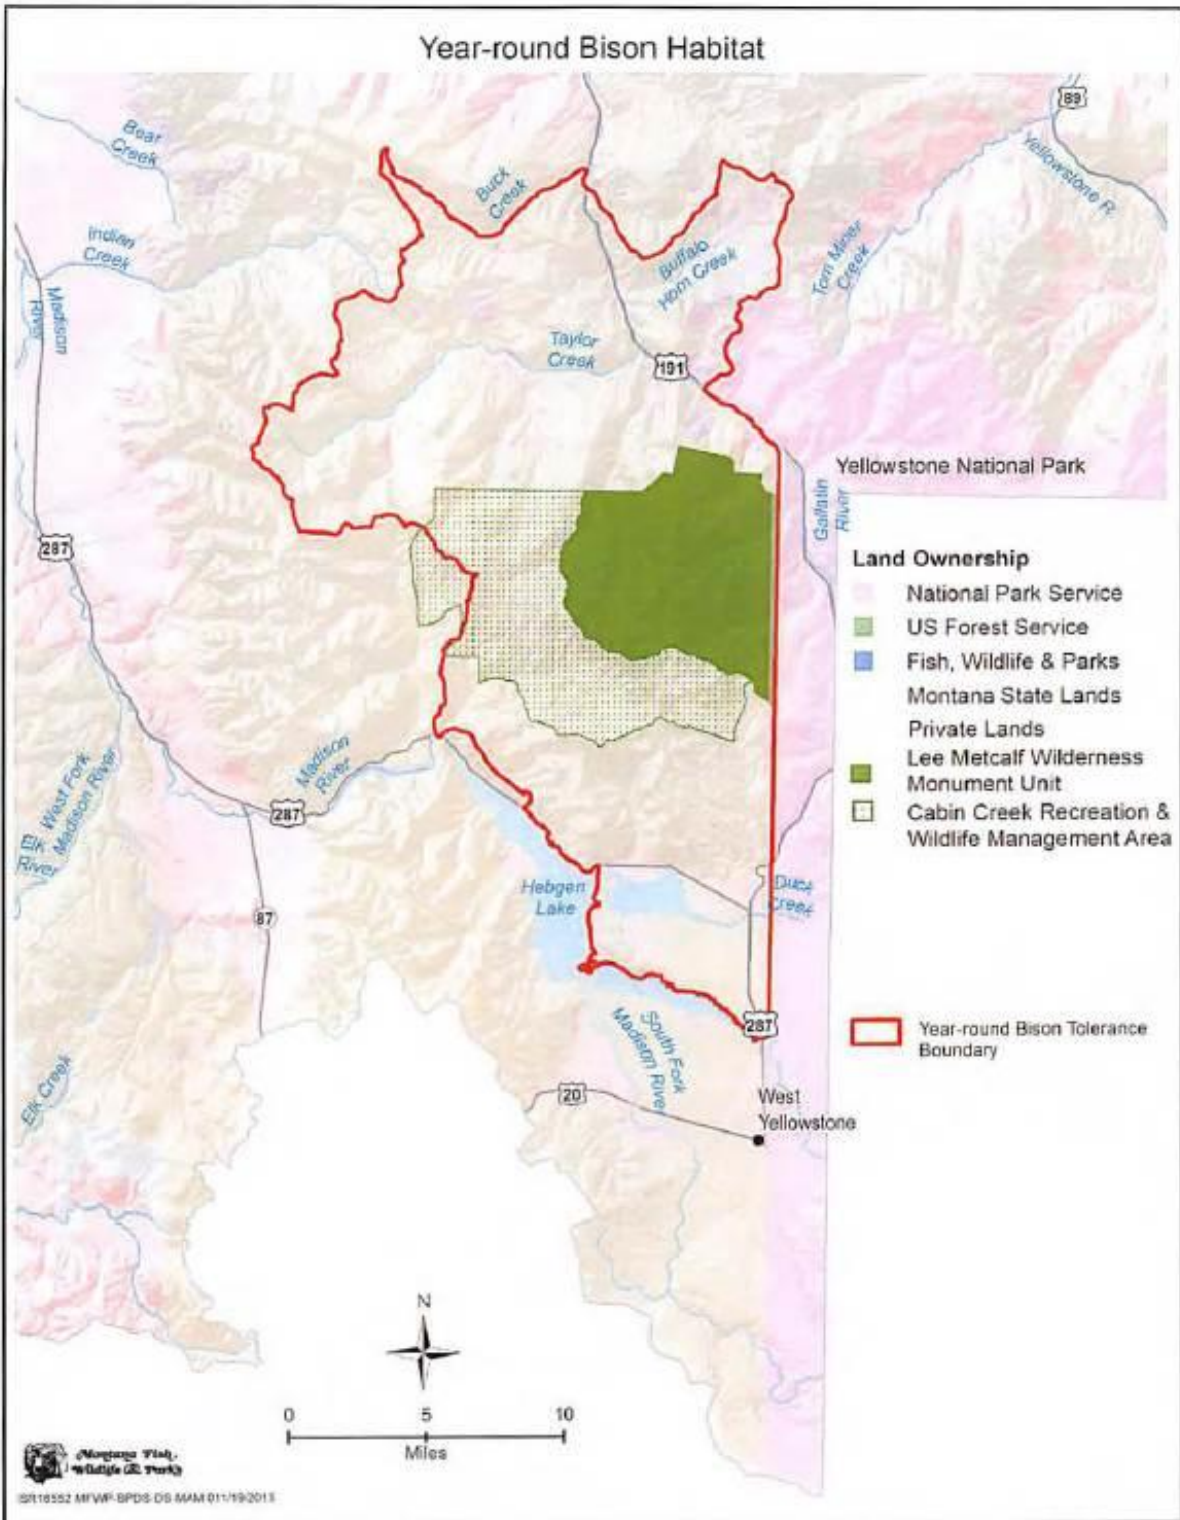 Year-round Bison Habitat
89
Bear
Creek
Buck
Creek
Yellowstone R.
Indian
Creek
Tom Miner
Creek
Buffalo
Horn Creek
Madison
River
Taylor
Creek
191
Yellowstone National Park
Gallatin
River
287
Land Ownership
National Park Service
US Forest Service
Fish, Wildlife & Parks
Montana State Lands
Private Lands
Lee Metcalf Wilderness
Monument Unit
Cabin Creek Recreation &
Wildlife Management Area
West Fork
Madison River
Elk
River
Madison
River
287
Hebgen
Lake
Duck
Creek
87
South Fork
Madison River
287
Year-round Bison Tolerance
Boundary
Elk Creek
20
West
Yellowstone
N
0 5 10
Miles
Montana Fish,
Wildlife & Parks